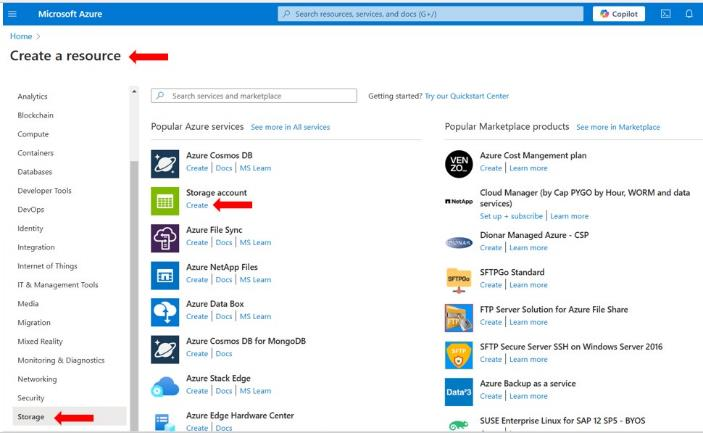 Microsoft Azure
Search resources, services, and docs (G+/)
Copilot
Home >
Create a resource
Analytics
Blockchain
Compute
Containers
Databases
Developer Tools
DevOps
Identity
Integration
Internet of Things
IT & Management Tools
Media
Migration
Mixed Reality
Monitoring & Diagnostics
Networking
Security
Storage
Search services and marketplace
Getting started? Try our Quickstart Center
Popular Azure services See more in All services
Azure Cosmos DB
Create | Docs | MS Learn
Storage account
Create
Azure File Sync
Create | Docs | MS Learn
Azure NetApp Files
Create | Docs | MS Learn
Azure Data Box
Create | Docs | MS Learn
Azure Cosmos DB for MongoDB
Create | Docs
Azure Stack Edge
Create | Docs | MS Learn
Azure Edge Hardware Center
Create | Docs
Popular Marketplace products See more in Marketplace
VEN
ZO_
Azure Cost Mangement plan
Create | Learn more
NetApp
Cloud Manager (by Cap PYGO by Hour, WORM and data
services)
Set up + subscribe | Learn more
DIONAR
Dionar Managed Azure - CSP
Create | Learn more
SFTPGo
SFTPGo Standard
Create | Learn more
FTP
FTP Server Solution for Azure File Share
Create | Learn more
SFTP
SFTP Secure Server SSH on Windows Server 2016
Create | Learn more
Data#3
Azure Backup as a service
Create | Learn more
SUSE Enterprise Linux for SAP 12 SP5 - BYOS